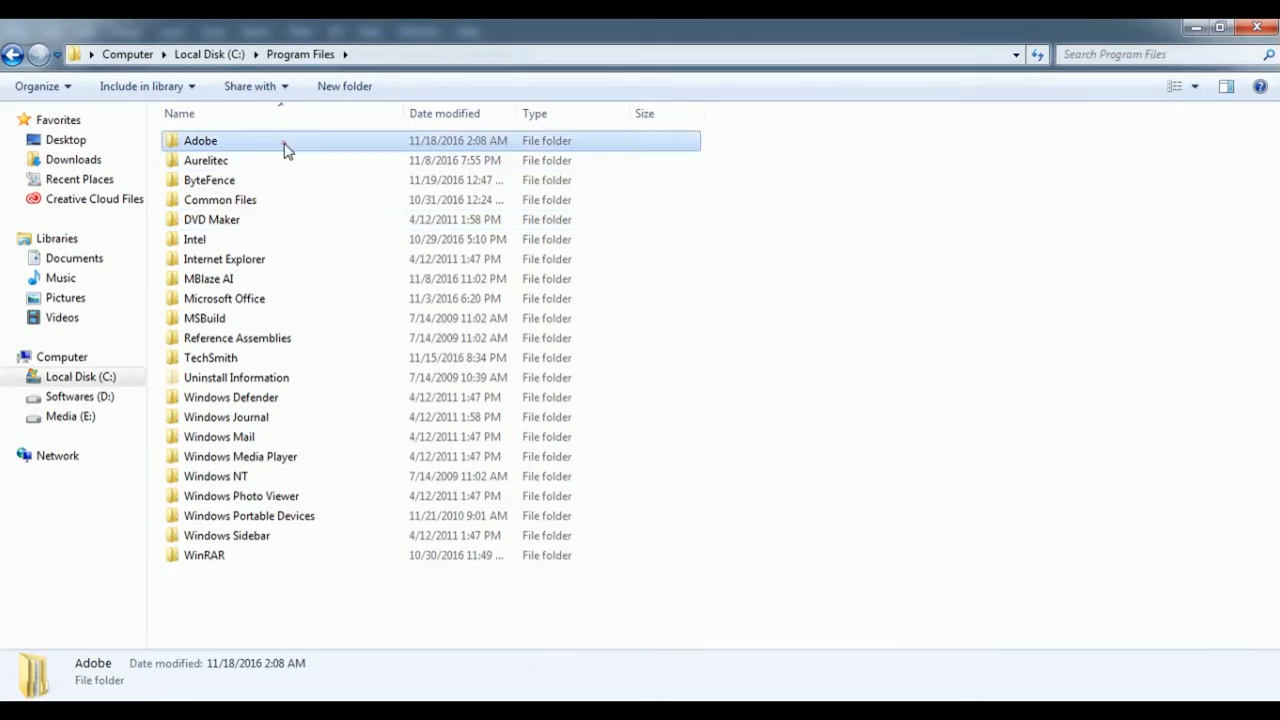 Computer Local Disk (C:) Program Files Search Program Files
Organize Include in library Share with New folder
Name Date modified Type Size
Favorites
Desktop
Downloads
Recent Places
Creative Cloud Files
Libraries
Documents
Music
Pictures
Videos
Computer
Local Disk (C:)
Softwares (D:)
Media (E:)
Network
Adobe 11/18/2016 2:08 AM File folder
Aurelitec 11/8/2016 7:55 PM File folder
ByteFence 11/19/2016 12:47 ... File folder
Common Files 10/31/2016 12:24 ... File folder
DVD Maker 4/12/2011 1:58 PM File folder
Intel 10/29/2016 5:10 PM File folder
Internet Explorer 4/12/2011 1:47 PM File folder
MBlaze AI 11/8/2016 11:02 PM File folder
Microsoft Office 11/3/2016 6:20 PM File folder
MSBuild 7/14/2009 11:02 AM File folder
Reference Assemblies 7/14/2009 11:02 AM File folder
TechSmith 11/15/2016 8:34 PM File folder
Uninstall Information 7/14/2009 10:39 AM File folder
Windows Defender 4/12/2011 1:47 PM File folder
Windows Journal 4/12/2011 1:58 PM File folder
Windows Mail 4/12/2011 1:47 PM File folder
Windows Media Player 4/12/2011 1:47 PM File folder
Windows NT 7/14/2009 11:02 AM File folder
Windows Photo Viewer 4/12/2011 1:47 PM File folder
Windows Portable Devices 11/21/2010 9:01 AM File folder
Windows Sidebar 4/12/2011 1:47 PM File folder
WinRAR 10/30/2016 11:49 ... File folder
Adobe Date modified: 11/18/2016 2:08 AM
File folder